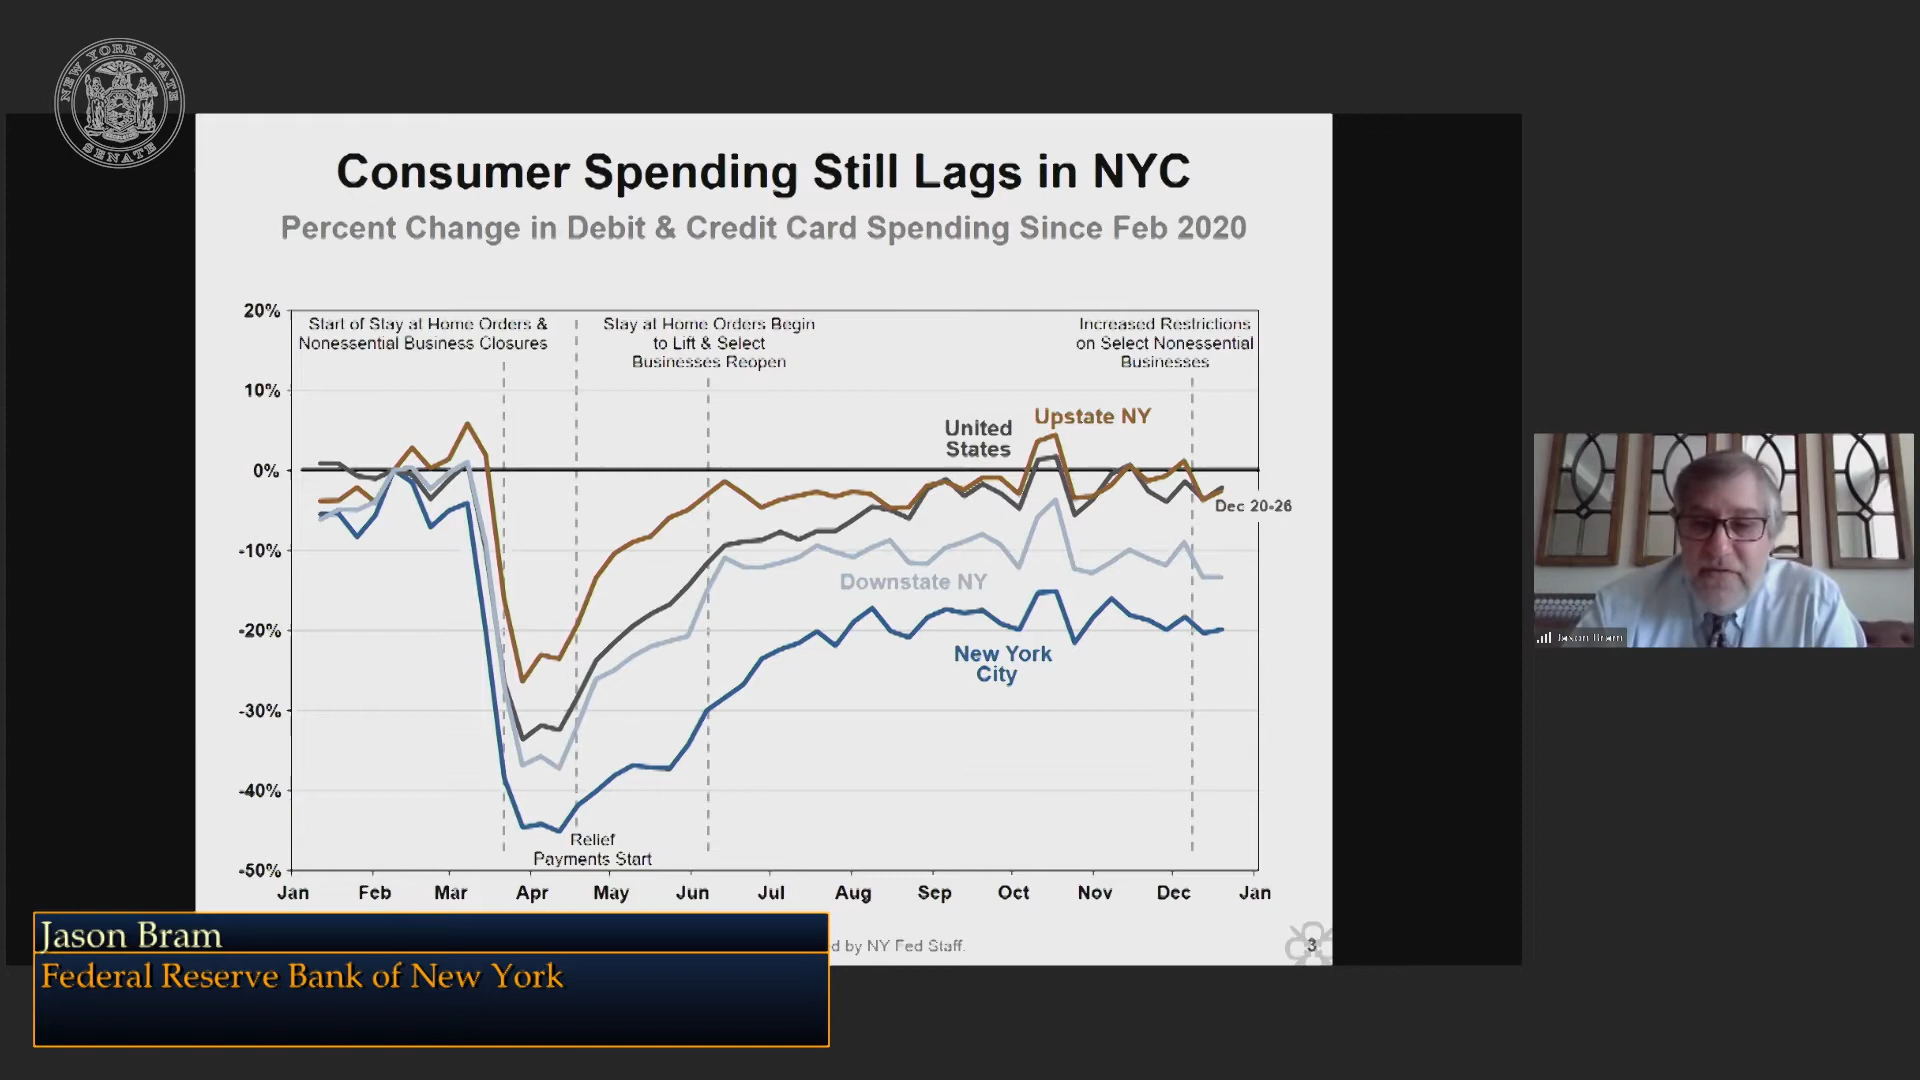 NEW YORK STATE
SENATE
Consumer Spending Still Lags in NYC
Percent Change in Debit & Credit Card Spending Since Feb 2020
20%
10%
0%
-10%
-20%
-30%
-40%
-50%
Start of Stay at Home Orders &
Nonessential Business Closures
Stay at Home Orders Begin
to Lift & Select
Businesses Reopen
Increased Restrictions
on Select Nonessential
Businesses
United
States
Upstate NY
Dec 20-26
Downstate NY
New York
City
Relief
Payments Start
Jan Feb Mar Apr May Jun Jul Aug Sep Oct Nov Dec Jan
d by NY Fed Staff.
3
Jason Bram
Jason Bram
Federal Reserve Bank of New York